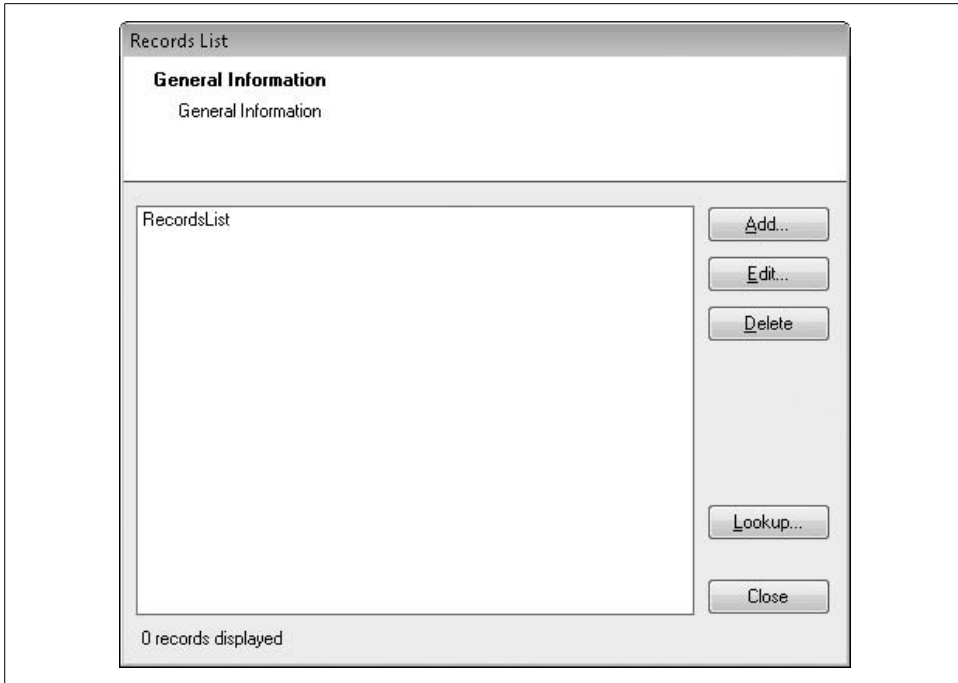 Records List
General Information
General Information
RecordsList
Add...
Edit...
Delete
Lookup...
Close
0 records displayed